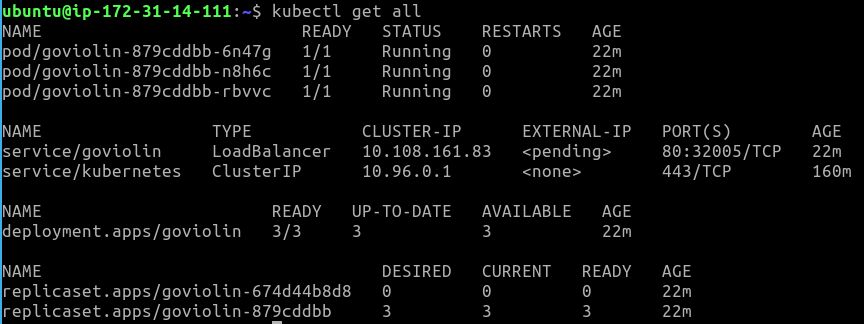 ubuntu@ip-172-31-14-111:~$ kubectl get all
NAME READY STATUS RESTARTS AGE
pod/goviolin-879cddbb-6n47g 1/1 Running 0 22m
pod/goviolin-879cddbb-n8h6c 1/1 Running 0 22m
pod/goviolin-879cddbb-rbvvc 1/1 Running 0 22m
NAME TYPE CLUSTER-IP EXTERNAL-IP PORT(S) AGE
service/goviolin LoadBalancer 10.108.161.83 <pending> 80:32005/TCP 22m
service/kubernetes ClusterIP 10.96.0.1 <none> 443/TCP 160m
NAME READY UP-TO-DATE AVAILABLE AGE
deployment.apps/goviolin 3/3 3 3 22m
NAME DESIRED CURRENT READY AGE
replicaset.apps/goviolin-674d44b8d8 0 0 0 22m
replicaset.apps/goviolin-879cddbb 3 3 3 22m